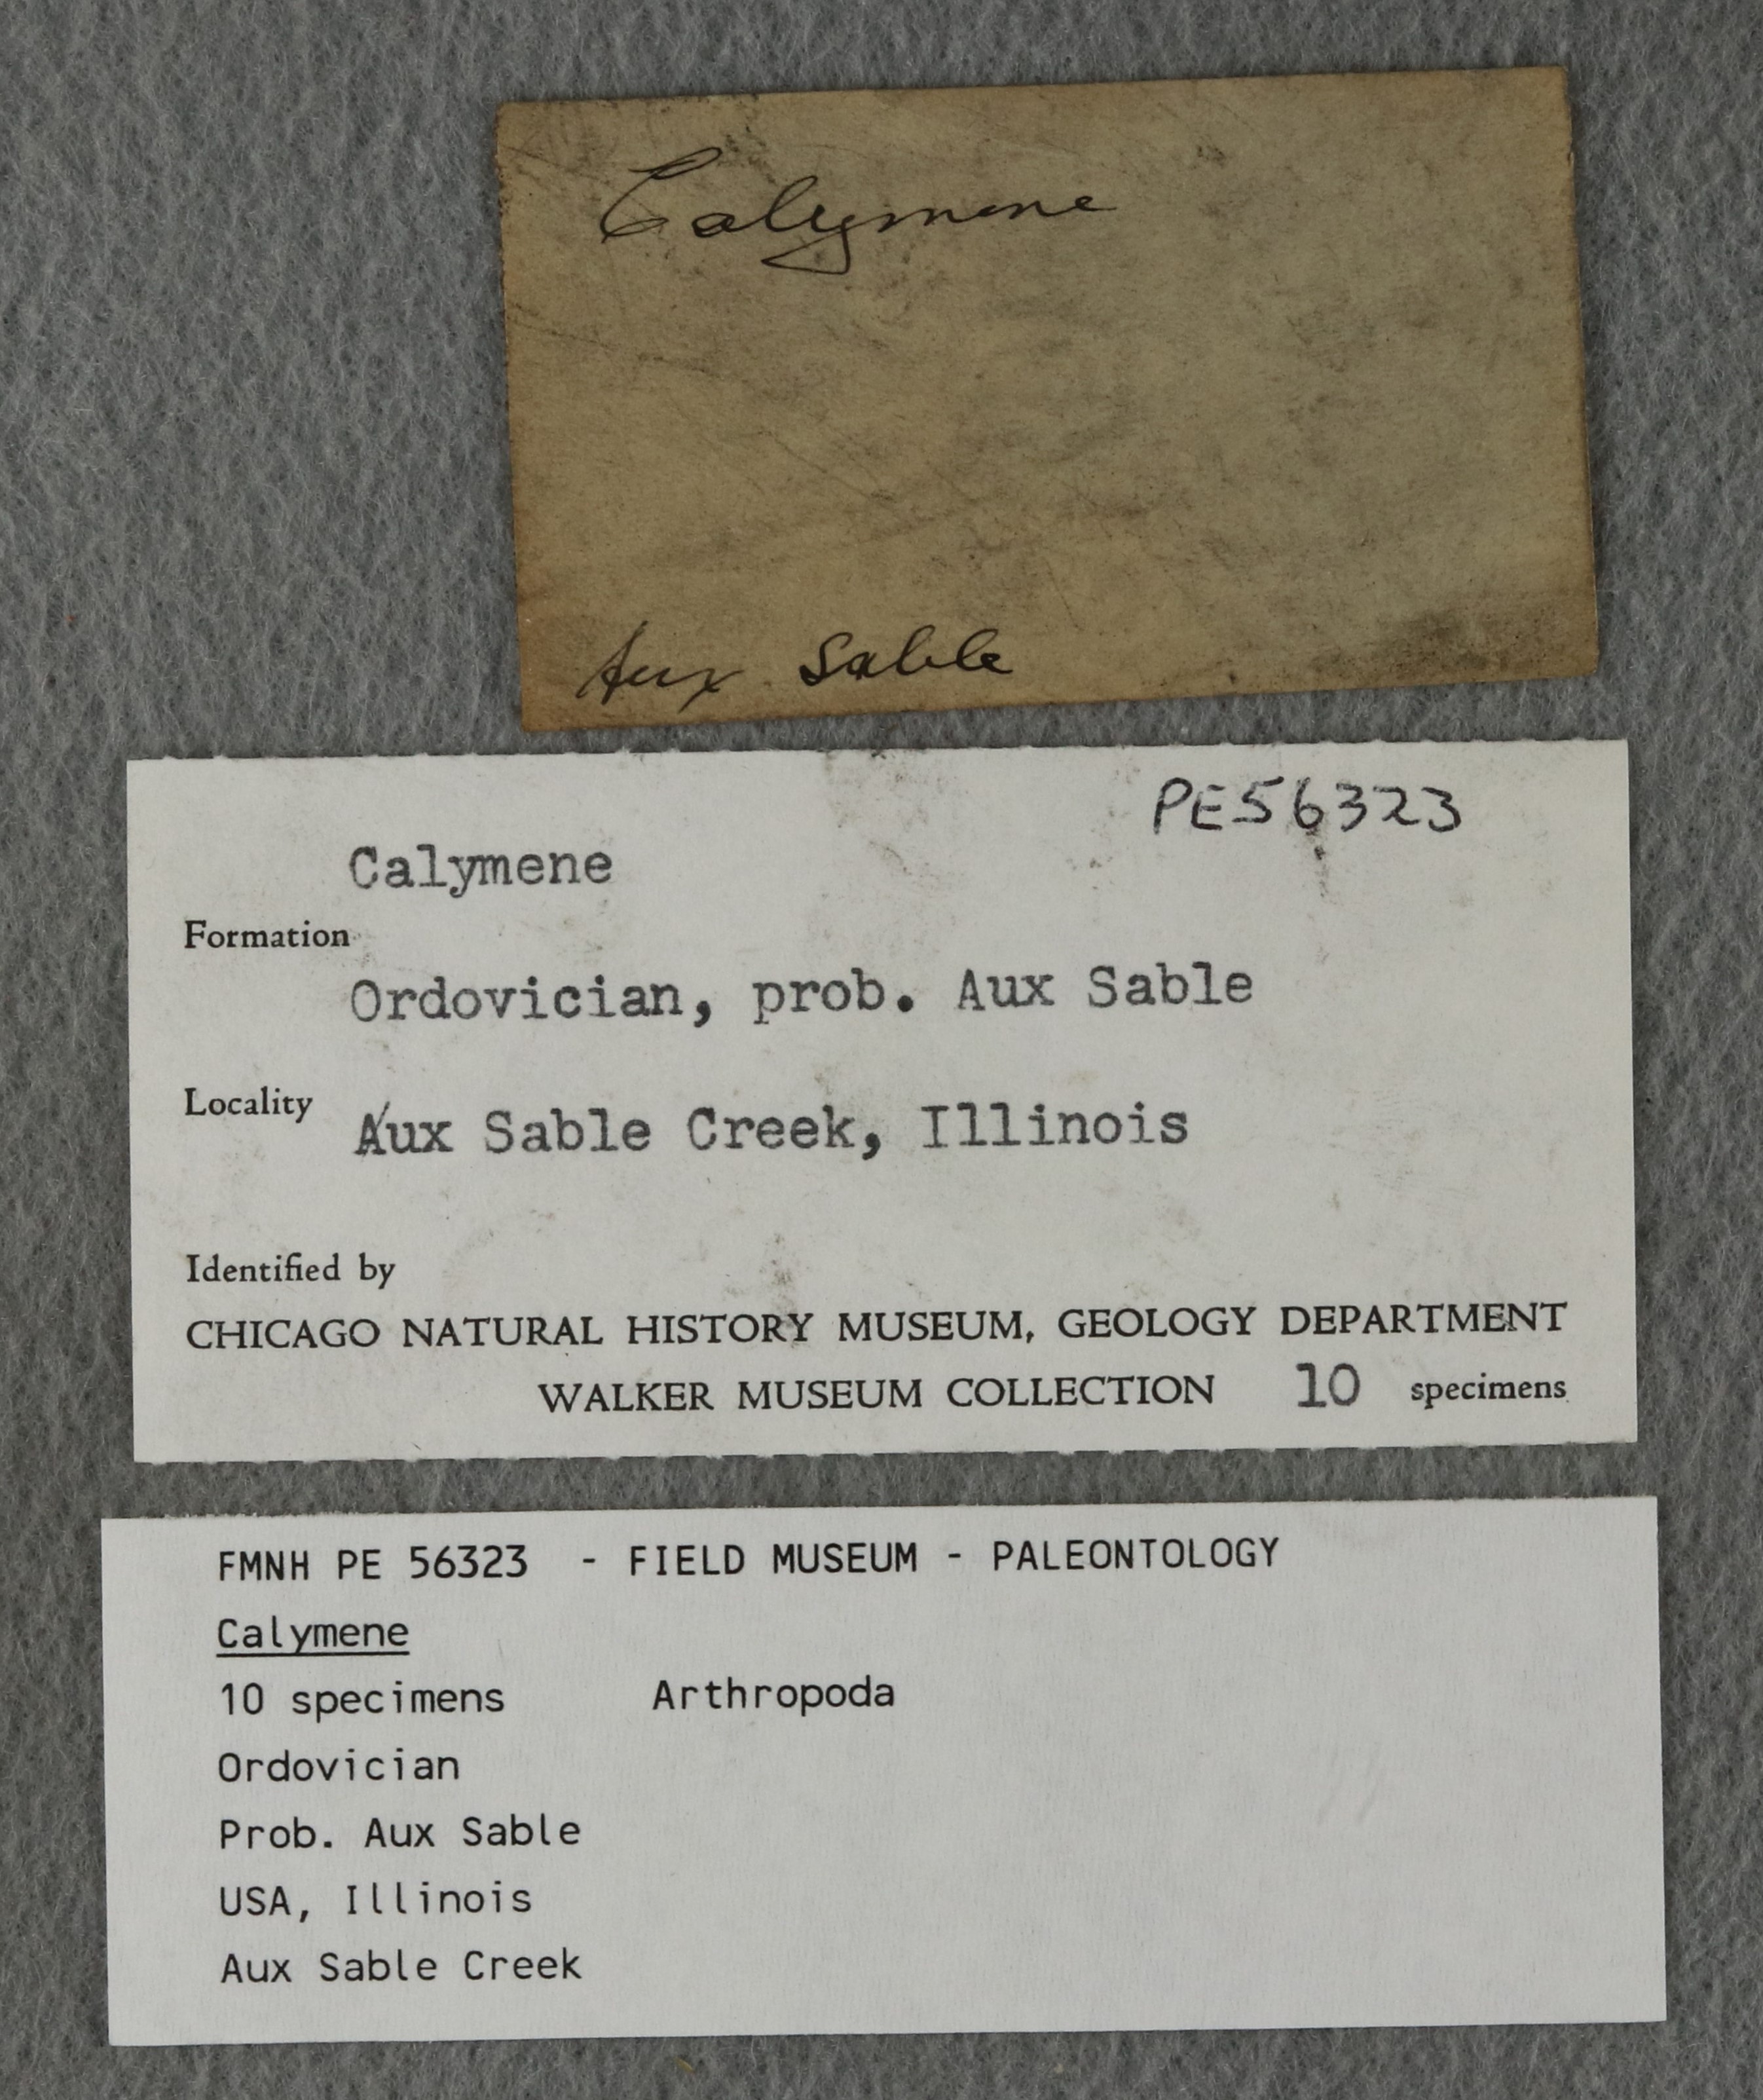 Calymene
Aux Sable
PE56323
Calymene
Formation
Ordovician, prob. Aux Sable
Locality
Aux Sable Creek, Illinois
Identified by
CHICAGO NATURAL HISTORY MUSEUM, GEOLOGY DEPARTMENT
WALKER MUSEUM COLLECTION 10 specimens
FMNH PE 56323 - FIELD MUSEUM - PALEONTOLOGY
Calymene
10 specimens Arthropoda
Ordovician
Prob. Aux Sable
USA, Illinois
Aux Sable Creek